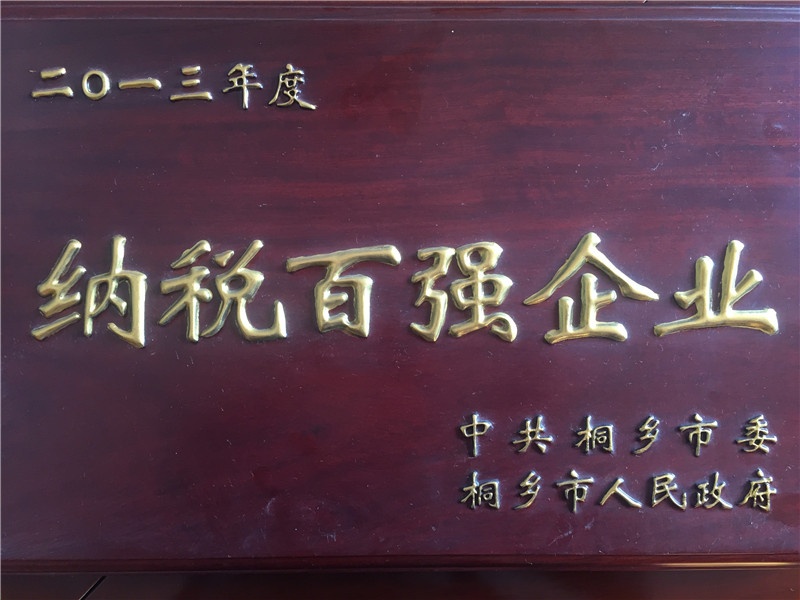 二〇一三年度
纳税百强企业
中共桐乡市委
桐乡市人民政府